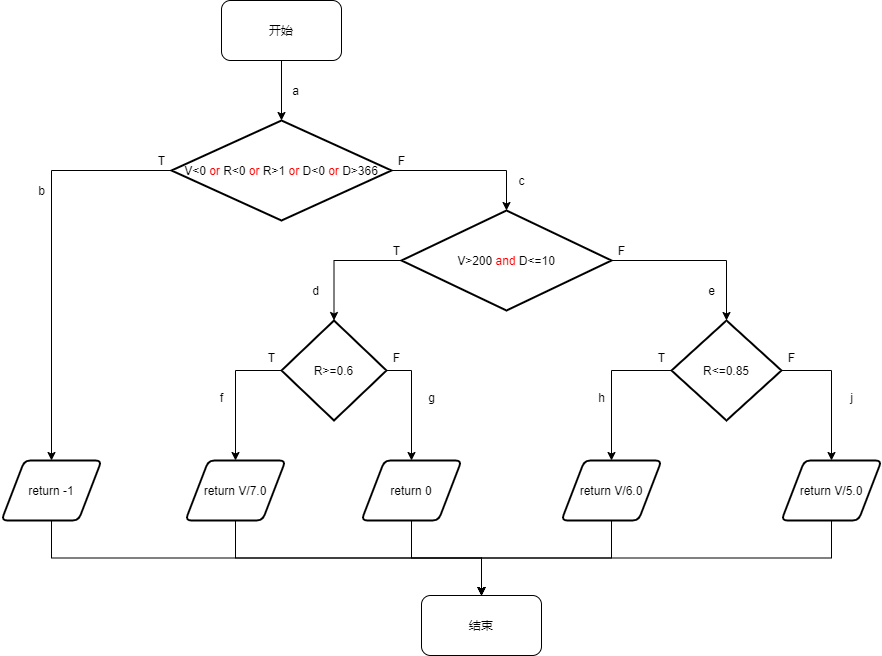 开始
a
T
V<0 or R<0 or R>1 or D<0 or D>366
F
b
c
T
V>200 and D<=10
F
d
e
T
R>=0.6
F
T
R<=0.85
F
f
g
h
j
return -1
return V/7.0
return 0
return V/6.0
return V/5.0
结束